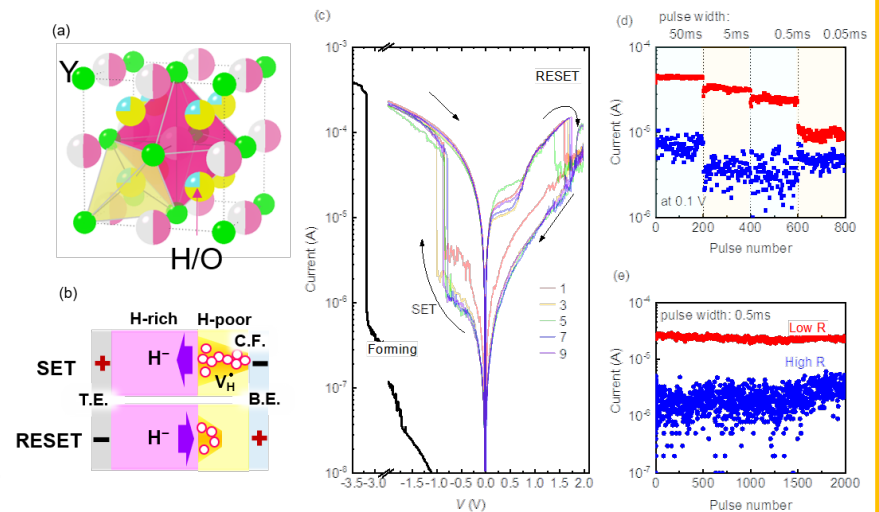 (a)
Y
H/O
(b)
H-rich H-poor
C.F.
SET + H⁻ V•H −
T.E. B.E.
RESET − H⁻ +
(c)
10⁻³
10⁻⁴
10⁻⁵
10⁻⁶
10⁻⁷
10⁻⁸
Current (A)
RESET
SET
Forming
1
3
5
7
9
-3.5 -3.0 -1.5 -1.0 -0.5 0.0 0.5 1.0 1.5 2.0
V (V)
(d)
pulse width:
50ms 5ms 0.5ms 0.05ms
10⁻⁴
10⁻⁵
10⁻⁶
Current (A)
at 0.1 V
0 200 400 600 800
Pulse number
(e)
pulse width: 0.5ms
Low R
High R
10⁻⁴
10⁻⁵
10⁻⁶
10⁻⁷
Current (A)
0 500 1000 1500 2000
Pulse number